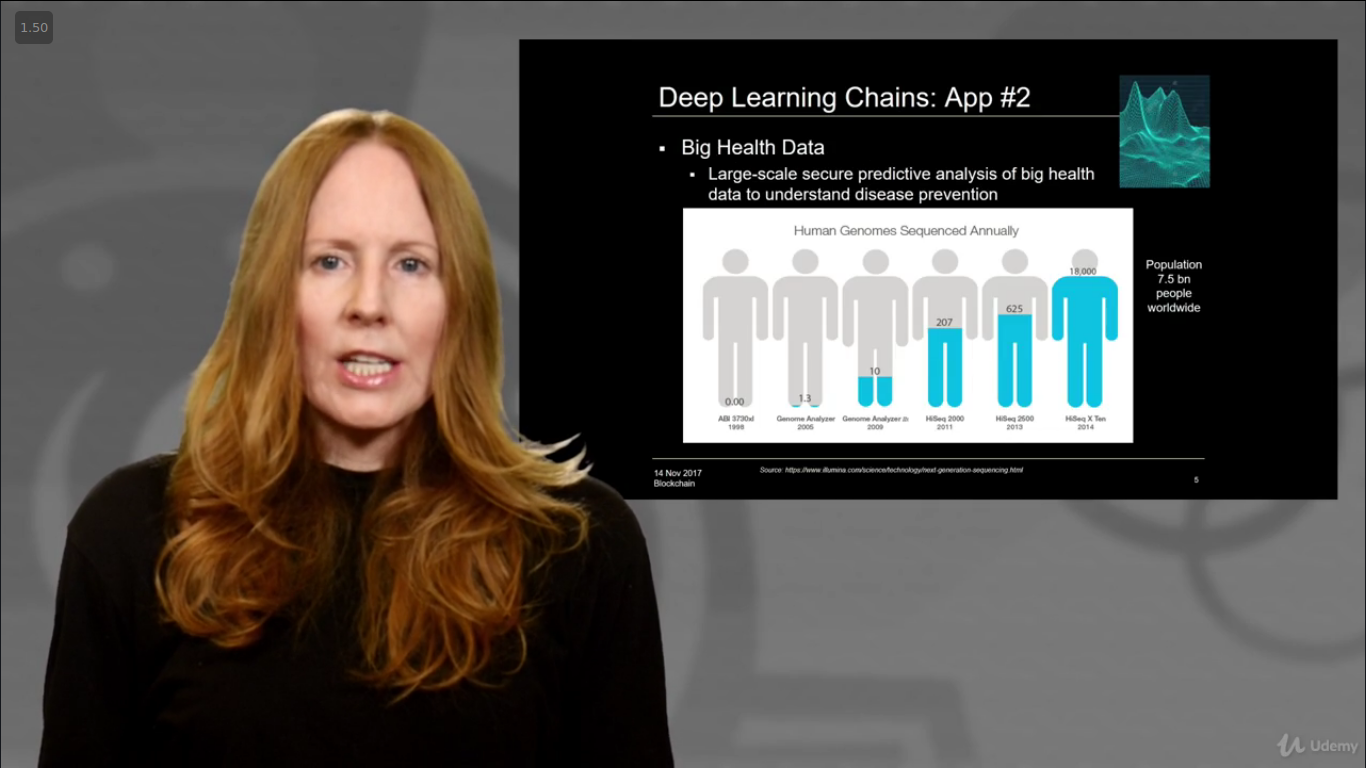 1.50
Deep Learning Chains: App #2
▪ Big Health Data
▪ Large-scale secure predictive analysis of big health
data to understand disease prevention
Human Genomes Sequenced Annually
0.00
1.3
10
207
625
18,000
ABI 3730xl
1998
Genome Analyzer
2005
Genome Analyzer
2009
HiSeq 2000
2011
HiSeq 2500
2013
HiSeq X Ten
2014
Population
7.5 bn
people
worldwide
14 Nov 2017
Blockchain
Source: https://www.illumina.com/science/technology/next-generation-sequencing.html
5
Udemy